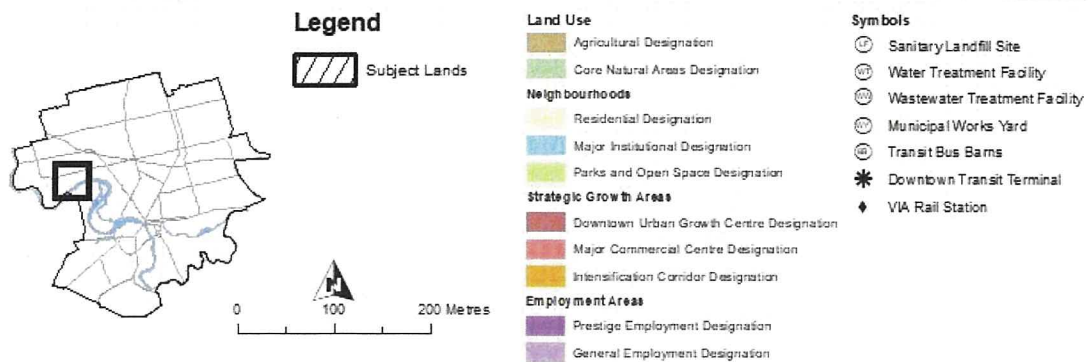 Legend
Subject Lands
N
0 100 200 Metres
Land Use
Agricultural Designation
Core Natural Areas Designation
Neighbourhoods
Residential Designation
Major Institutional Designation
Parks and Open Space Designation
Strategic Growth Areas
Downtown Urban Growth Centre Designation
Major Commercial Centre Designation
Intensification Corridor Designation
Employment Areas
Prestige Employment Designation
General Employment Designation
Symbols
LF Sanitary Landfill Site
WT Water Treatment Facility
WW Wastewater Treatment Facility
WY Municipal Works Yard
BB Transit Bus Barns
Downtown Transit Terminal
VIA Rail Station